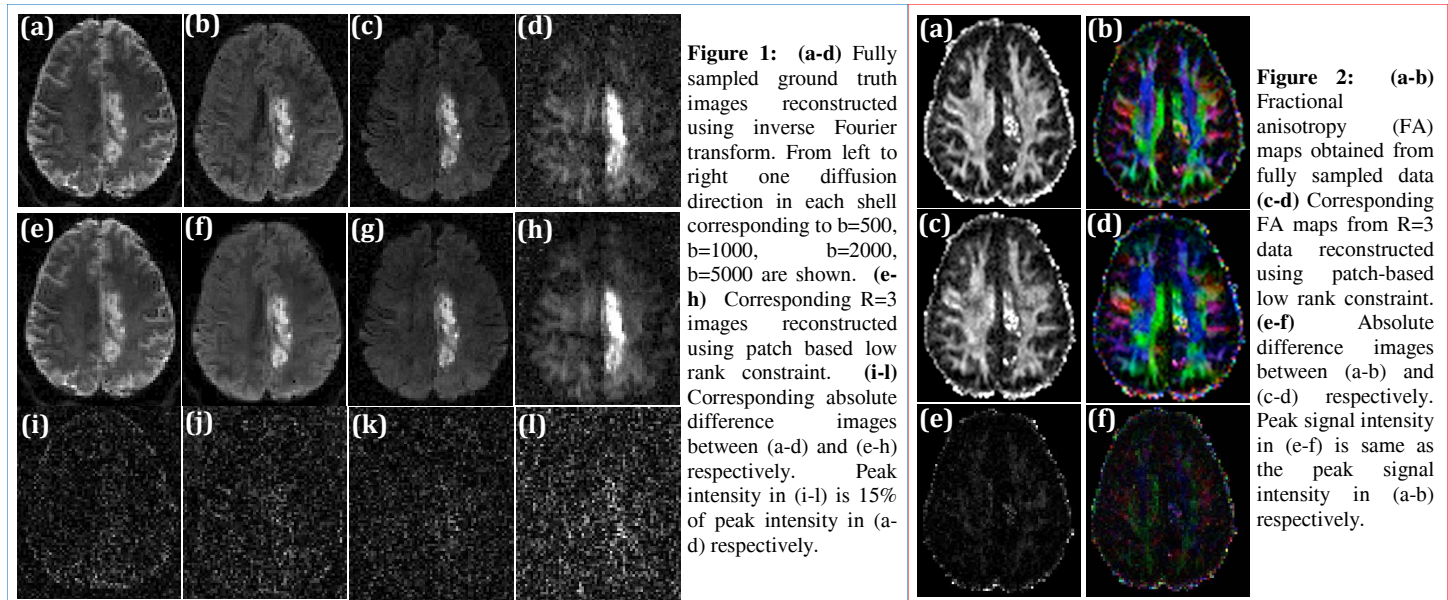 (a) (b) (c) (d)
(e) (f) (g) (h)
(i) (j) (k) (l)
Figure 1: (a-d) Fully
sampled ground truth
images reconstructed
using inverse Fourier
transform. From left to
right one diffusion
direction in each shell
corresponding to b=500,
b=1000, b=2000,
b=5000 are shown. (e-
h) Corresponding R=3
images reconstructed
using patch based low
rank constraint. (i-l)
Corresponding absolute
difference images
between (a-d) and (e-h)
respectively. Peak
intensity in (i-l) is 15%
of peak intensity in (a-
d) respectively.
(a) (b)
(c) (d)
(e) (f)
Figure 2: (a-b)
Fractional
anisotropy (FA)
maps obtained from
fully sampled data
(c-d) Corresponding
FA maps from R=3
data reconstructed
using patch-based
low rank constraint.
(e-f) Absolute
difference images
between (a-b) and
(c-d) respectively.
Peak signal intensity
in (e-f) is same as
the peak signal
intensity in (a-b)
respectively.